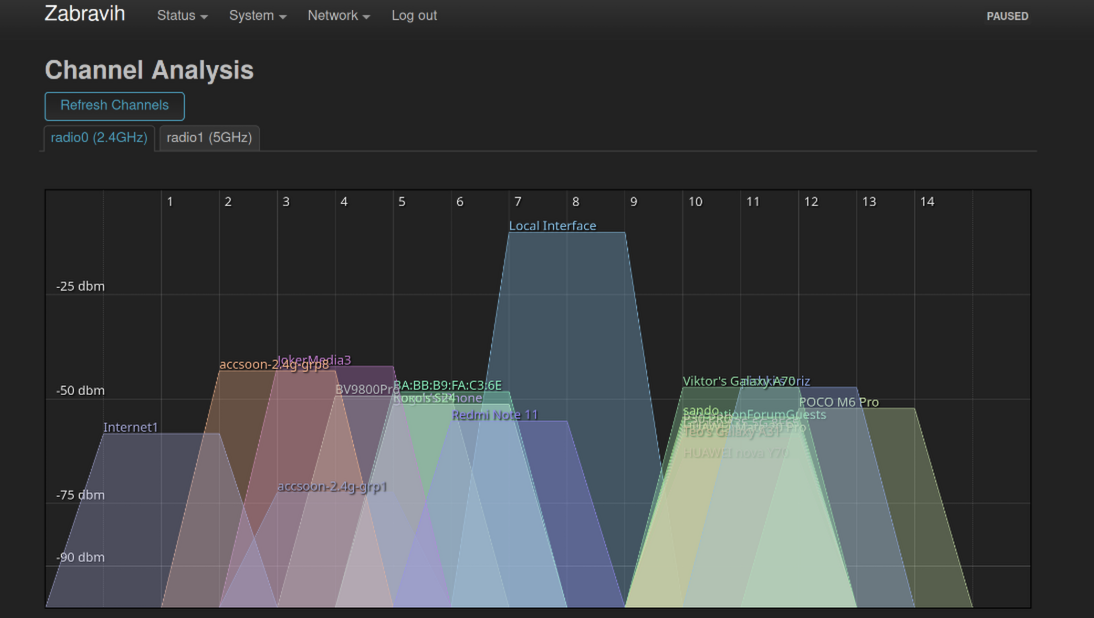 Zabravih Status System Network Log out PAUSED
Channel Analysis
Refresh Channels
radio0 (2.4GHz) radio1 (5GHz)
1 2 3 4 5 6 7 8 9 10 11 12 13 14
Local Interface
-25 dbm
JokerMedia3
accsoon-2.4g-grp8
Viktor's Galaxy A70
BA:BB:B9:FA:C3:6E
-50 dbm
BV9800Pro
POCO M6 Pro
sando
Redmi Note 11
Internet1
Teo's Galaxy A31
HUAWEI nova Y70
accsoon-2.4g-grp1
-75 dbm
-90 dbm